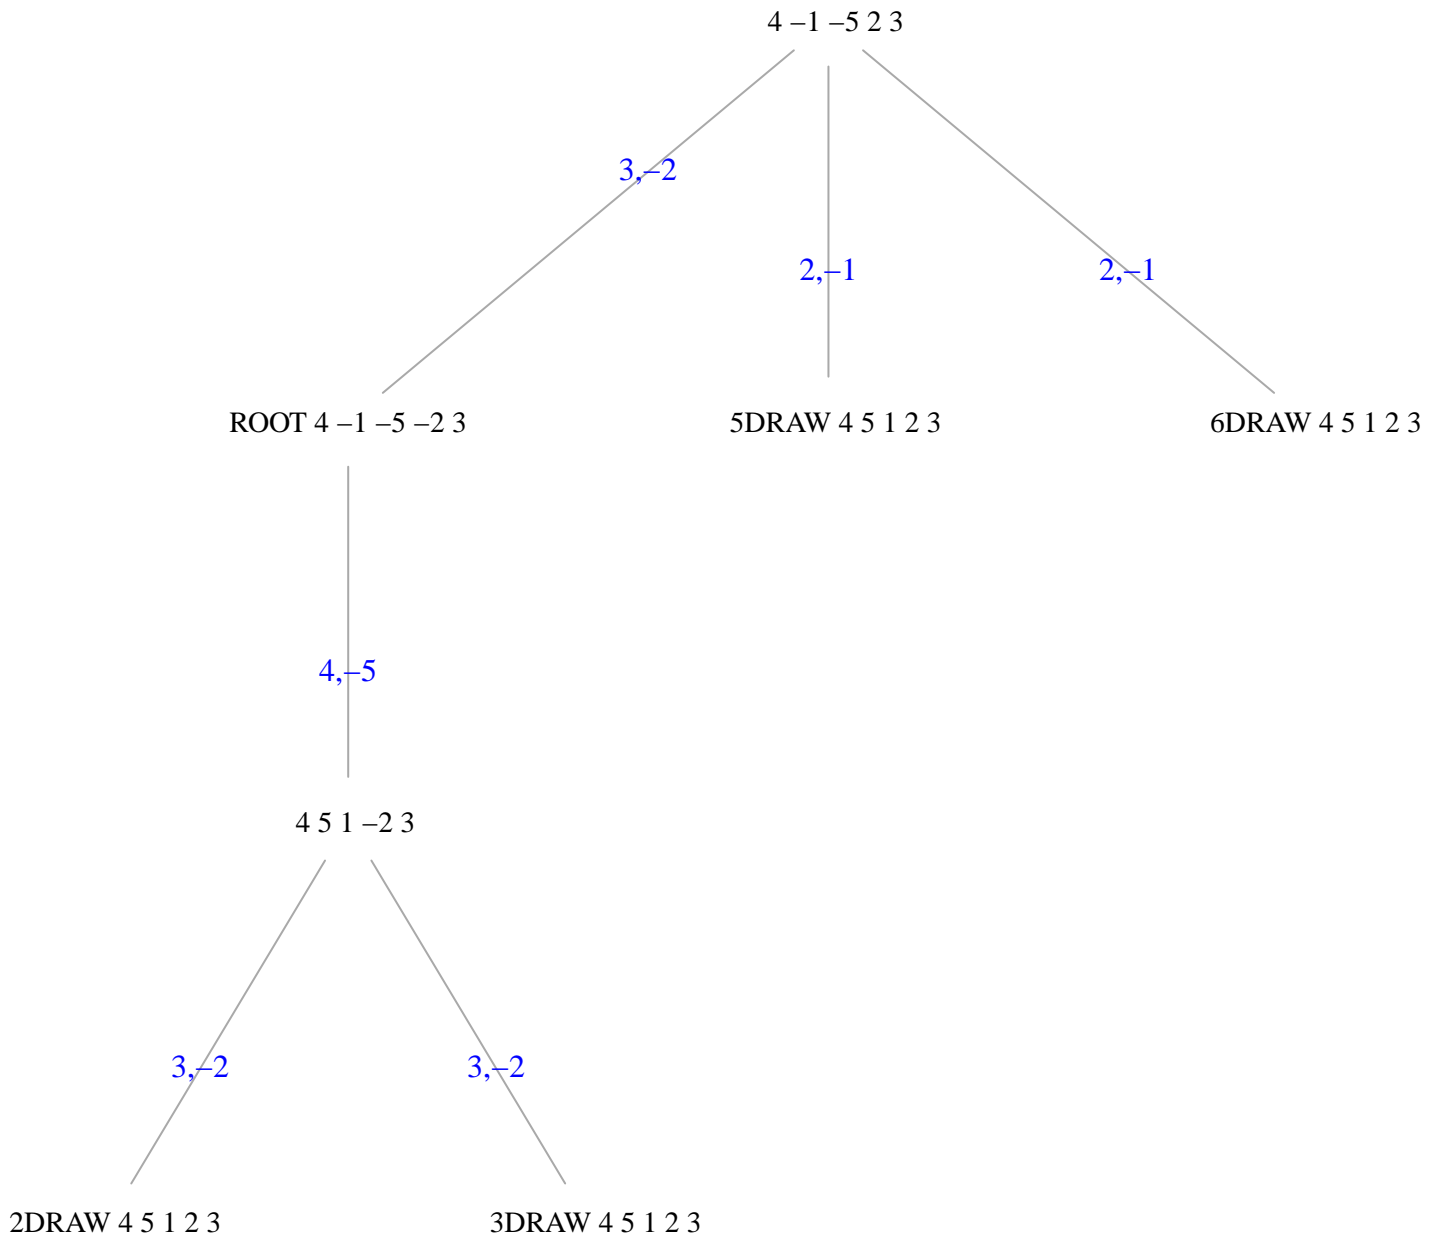 4 –1 –5 2 3
3,–2
2,–1
2,–1
ROOT 4 –1 –5 –2 3
5DRAW 4 5 1 2 3
6DRAW 4 5 1 2 3
4,–5
4 5 1 –2 3
3,–2
3,–2
2DRAW 4 5 1 2 3
3DRAW 4 5 1 2 3